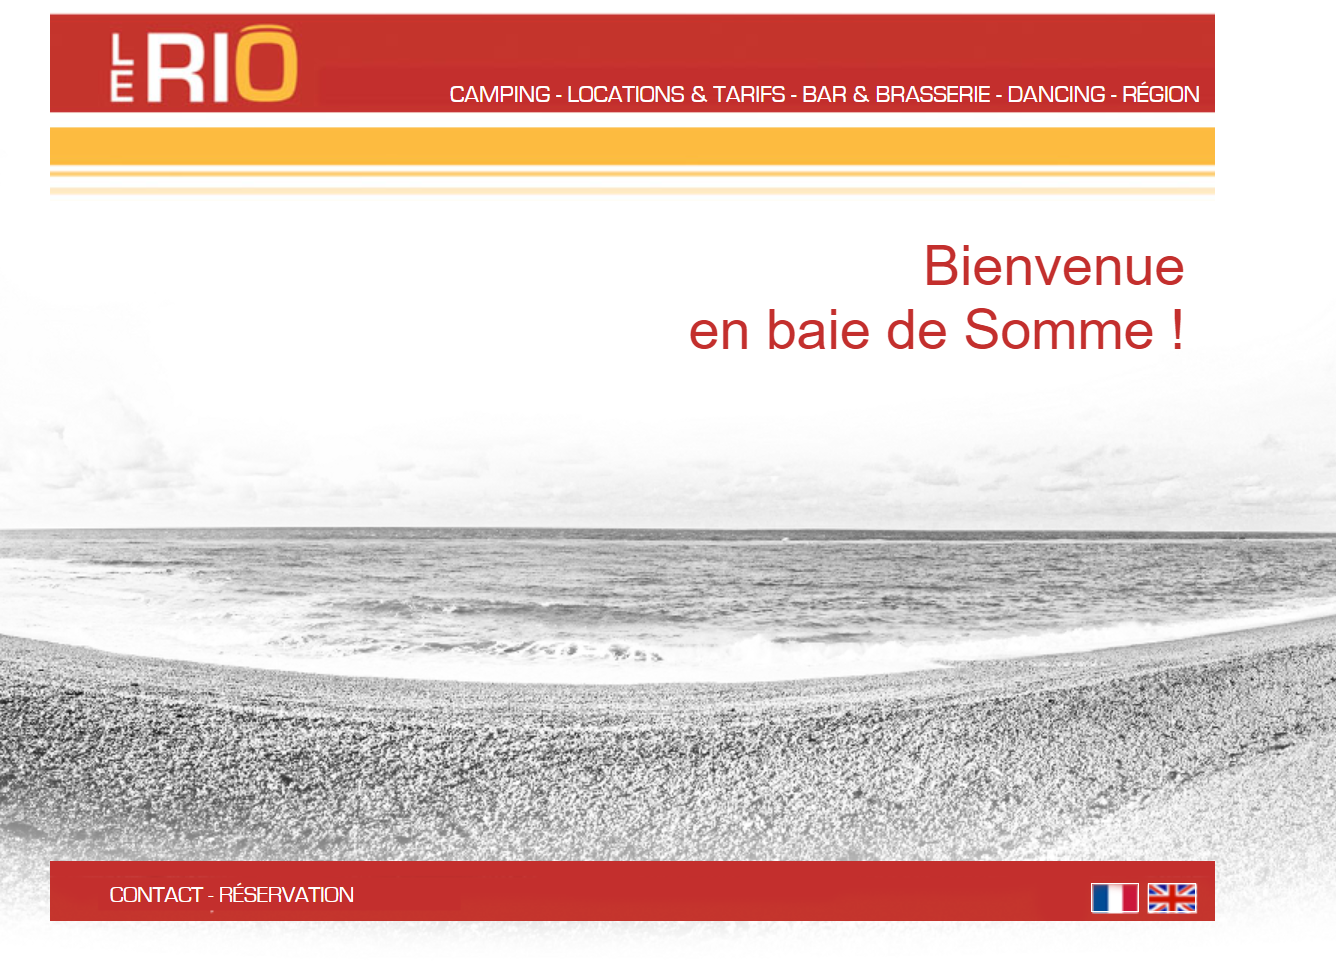 LE RIÔ
CAMPING - LOCATIONS & TARIFS - BAR & BRASSERIE - DANCING - RÉGION
Bienvenue
en baie de Somme !
CONTACT - RÉSERVATION